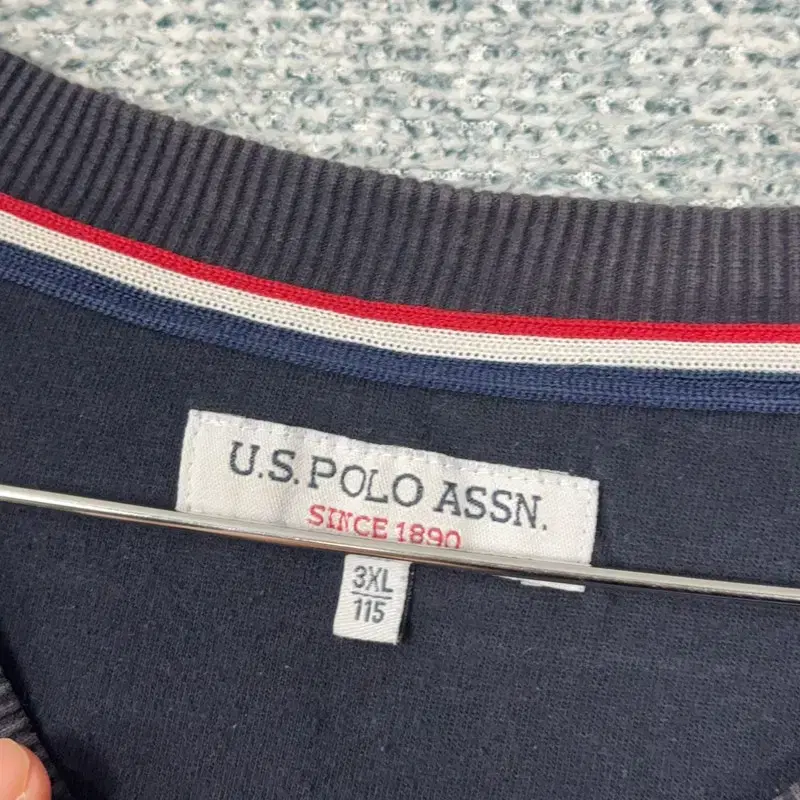 U.S. POLO ASSN.
SINCE 1890
3XL
115